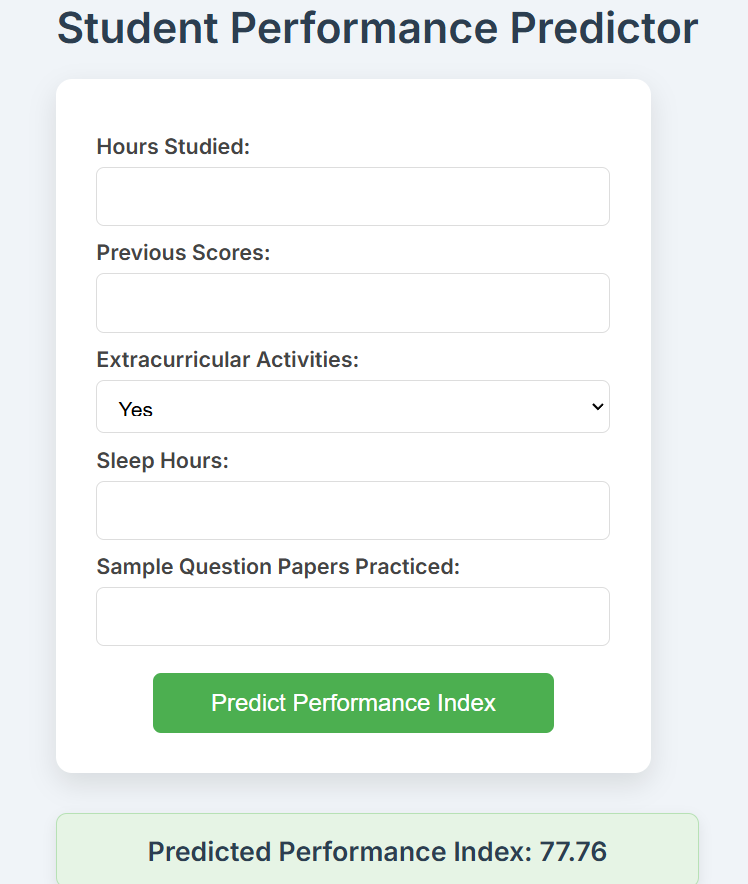 Student Performance Predictor
Hours Studied:
Previous Scores:
Extracurricular Activities:
Yes
Sleep Hours:
Sample Question Papers Practiced:
Predict Performance Index
Predicted Performance Index: 77.76